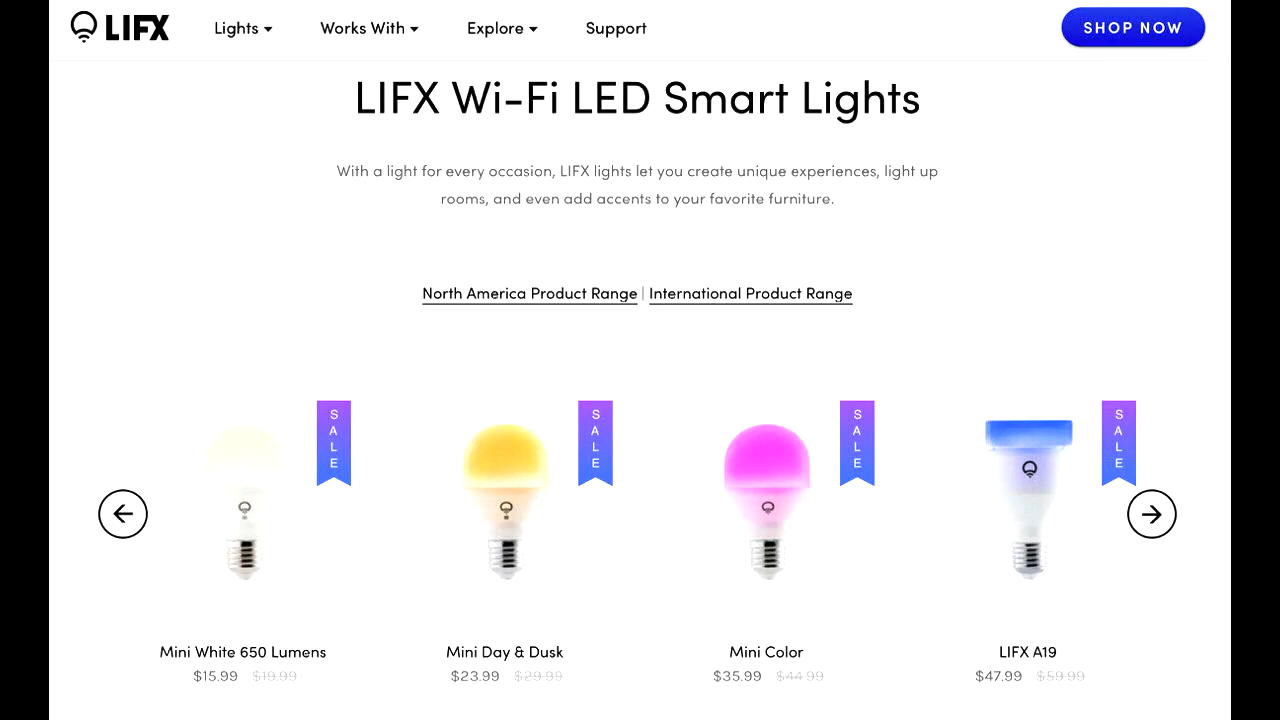 LIFX Lights Works With Explore Support SHOP NOW
LIFX Wi-Fi LED Smart Lights
With a light for every occasion, LIFX lights let you create unique experiences, light up
rooms, and even add accents to your favorite furniture.
North America Product Range | International Product Range
SALE SALE SALE SALE
Mini White 650 Lumens Mini Day & Dusk Mini Color LIFX A19
$15.99 $19.99 $23.99 $29.99 $35.99 $44.99 $47.99 $59.99